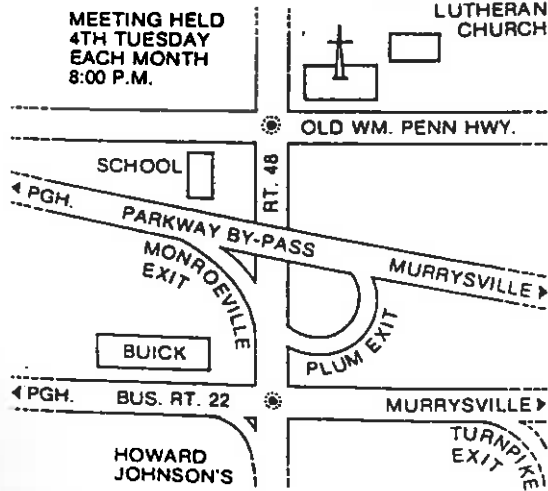 MEETING HELD
4TH TUESDAY
EACH MONTH
8:00 P.M.
LUTHERAN
CHURCH
OLD WM. PENN HWY.
SCHOOL
RT. 48
PGH.
PARKWAY BY-PASS
MURRYSVILLE
MONROEVILLE
EXIT
PLUM EXIT
BUICK
PGH.
BUS. RT. 22
MURRYSVILLE
HOWARD
JOHNSON'S
TURNPIKE
EXIT